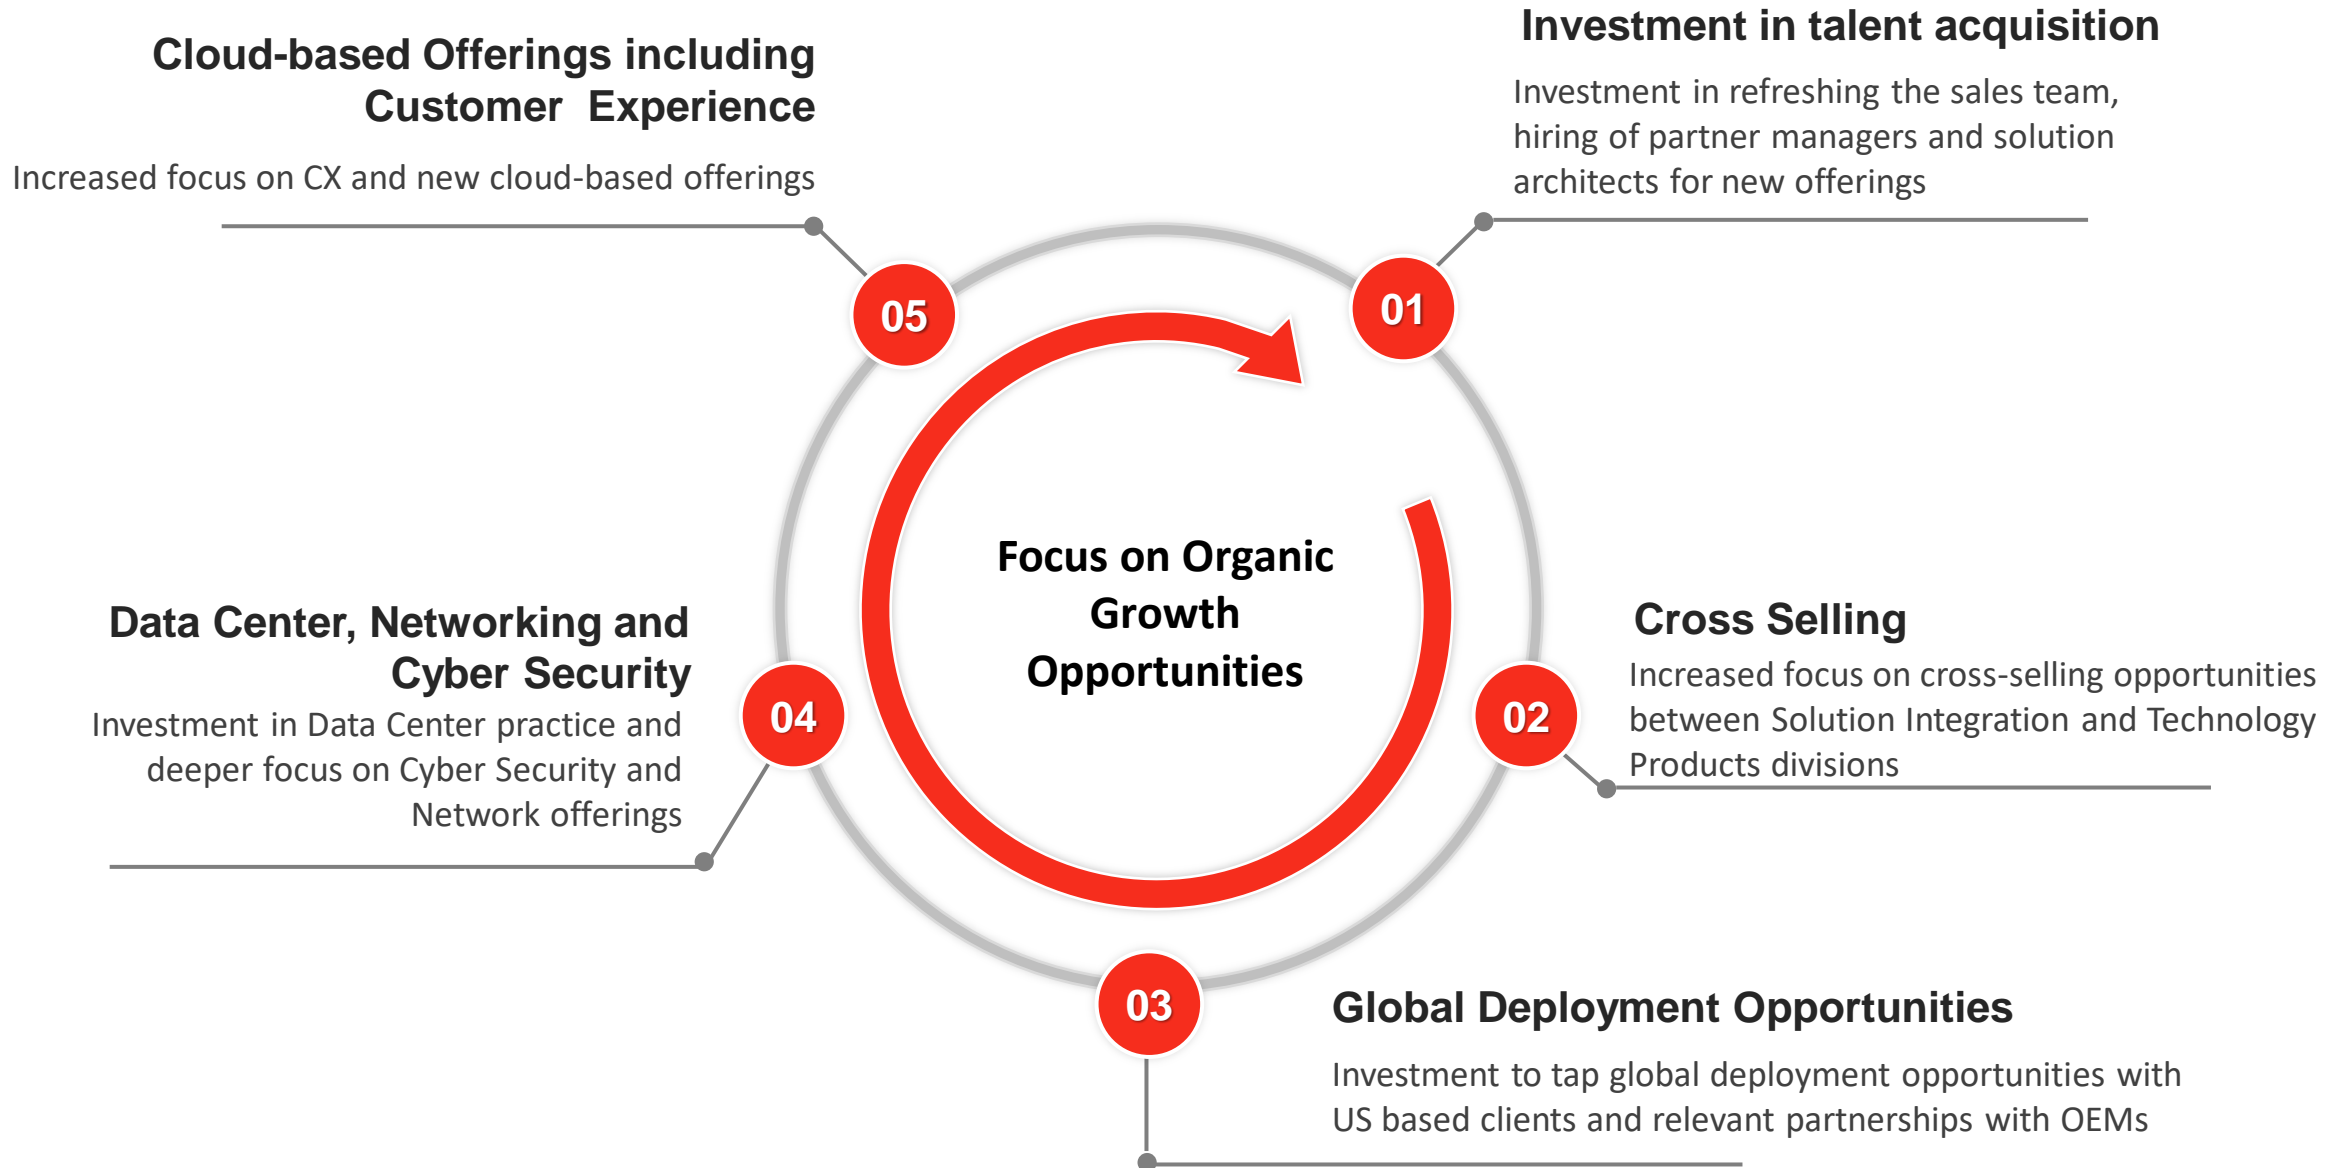 Investment in talent acquisition
Investment in refreshing the sales team,
hiring of partner managers and solution
architects for new offerings
01
Cross Selling
Increased focus on cross-selling opportunities
between Solution Integration and Technology
Products divisions
02
Global Deployment Opportunities
Investment to tap global deployment opportunities with
US based clients and relevant partnerships with OEMs
03
Data Center, Networking and
Cyber Security
Investment in Data Center practice and
deeper focus on Cyber Security and
Network offerings
04
Cloud-based Offerings including
Customer Experience
Increased focus on CX and new cloud-based offerings
05
Focus on Organic
Growth
Opportunities